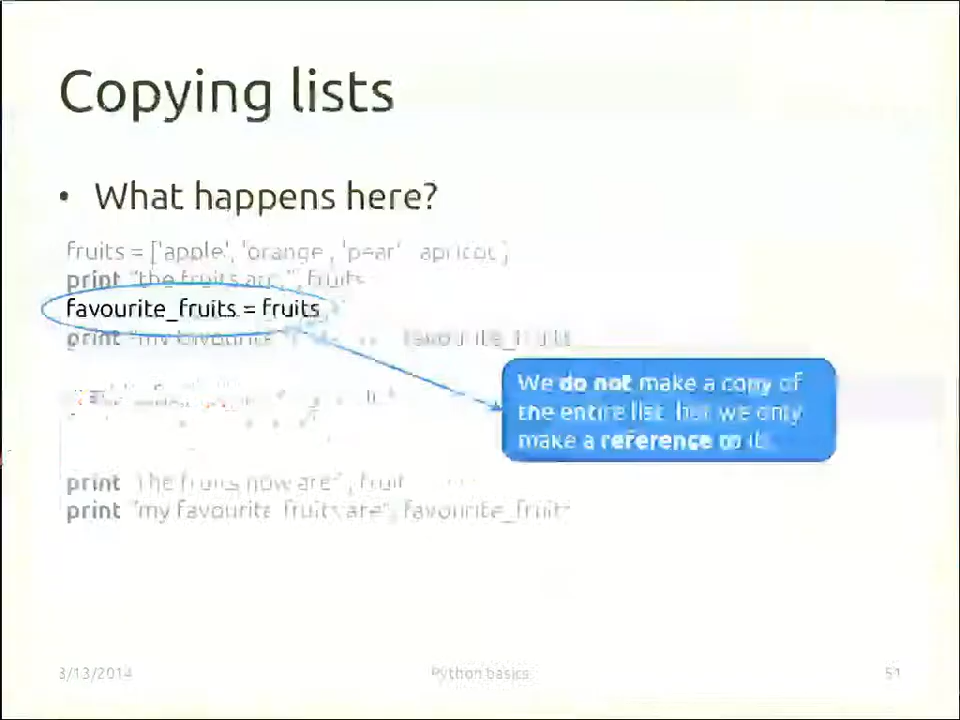 Copying lists
• What happens here?
fruits = ['apple', 'orange', 'pear' apricot']
print "the fruits are", fruits
favourite_fruits = fruits
print "my favourite favourite_fruits
We do not make a copy of
the entire list but we only
make a reference to it.
print "The fruits now are", fruit
print "my favourite fruits are", favourite_fruits
3/13/2014
Python basics
51